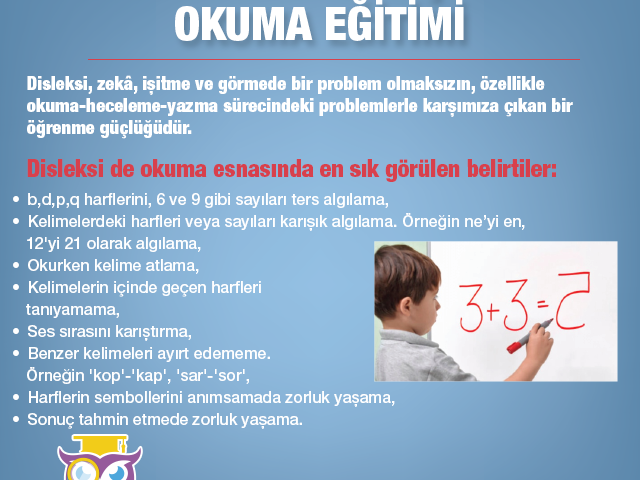 OKUMA EĞİTİMİ
Disleksi, zekâ, işitme ve görmede bir problem olmaksızın, özellikle
okuma-heceleme-yazma sürecindeki problemlerle karşımıza çıkan bir
öğrenme güçlüğüdür.
Disleksi de okuma esnasında en sık görülen belirtiler:
• b,d,p,q harflerini, 6 ve 9 gibi sayıları ters algılama,
• Kelimelerdeki harfleri veya sayıları karışık algılama. Örneğin ne'yi en,
12'yi 21 olarak algılama,
• Okurken kelime atlama,
• Kelimelerin içinde geçen harfleri
tanıyamama,
• Ses sırasını karıştırma,
• Benzer kelimeleri ayırt edememe.
Örneğin 'kop'-'kap', 'sar'-'sor',
• Harflerin sembollerini anımsamada zorluk yaşama,
• Sonuç tahmin etmede zorluk yaşama.
3+3=